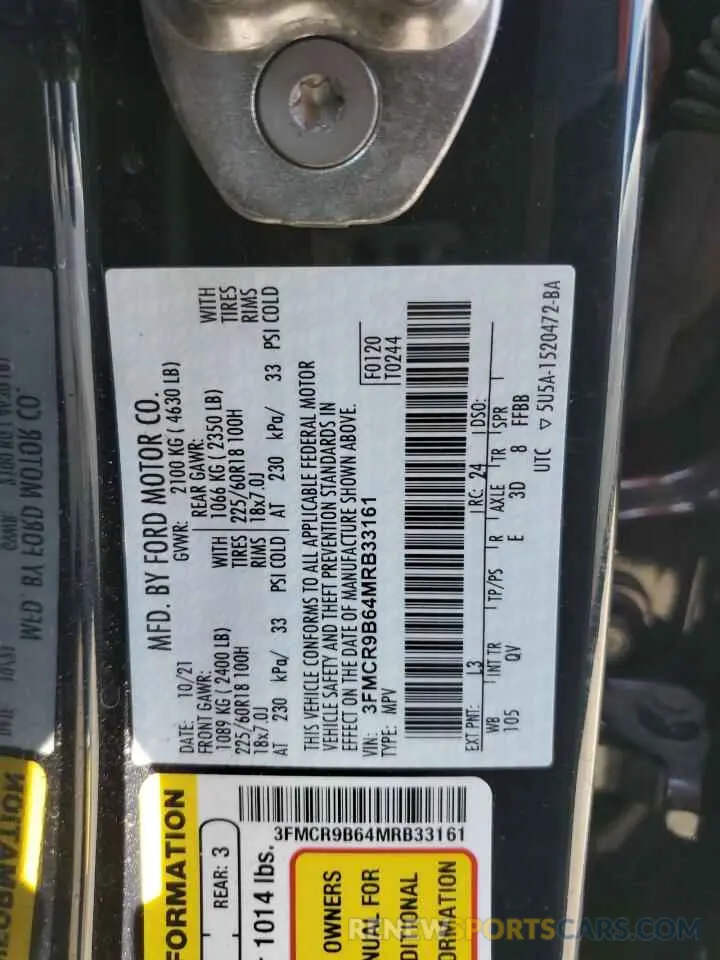 MFD. BY FORD MOTOR CO.
DATE: 10/21 GVWR: 2100 KG ( 4630 LB)
FRONT GAWR: REAR GAWR:
1089 KG ( 2400 LB) WITH 1066 KG ( 2350 LB) WITH
225/60R18 100H TIRES 225/60R18 100H TIRES
18x7.0J RIMS 18x7.0J RIMS
AT 230 kPa/ 33 PSI COLD AT 230 kPa/ 33 PSI COLD
THIS VEHICLE CONFORMS TO ALL APPLICABLE FEDERAL MOTOR
VEHICLE SAFETY AND THEFT PREVENTION STANDARDS IN
EFFECT ON THE DATE OF MANUFACTURE SHOWN ABOVE.
VIN: 3FMCR9B64MRB33161 F0120
TYPE: MPV T0244
EXT PNT: L3 RC: 24 DSO:
WB INT TR TP/PS R AXLE TR SPR
105 QV E 3D 8 FFBB
UTC ▽ 5U5A-1520472-BA
3FMCR9B64MRB33161
FORMATION
REAR: 3
1014 lbs.
OWNERS
NUAL FOR
DITIONAL
ORMATION
RENEWSPORTSCARS.COM